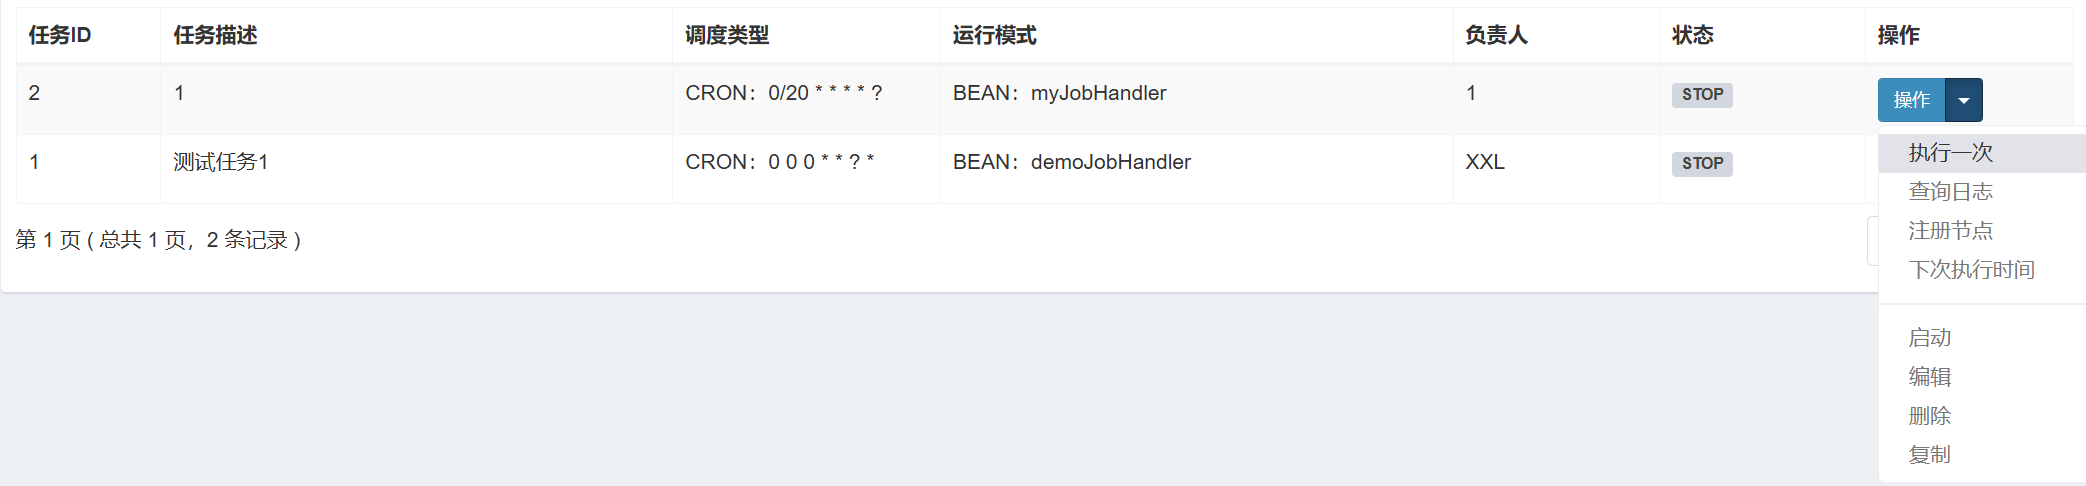 任务ID 任务描述 调度类型 运行模式 负责人 状态 操作
2 1 CRON：0/20 * * * * ? BEAN：myJobHandler 1 STOP 操作
1 测试任务1 CRON：0 0 0 * * ? * BEAN：demoJobHandler XXL STOP
第 1 页 ( 总共 1 页，2 条记录 )
执行一次
查询日志
注册节点
下次执行时间
启动
编辑
删除
复制